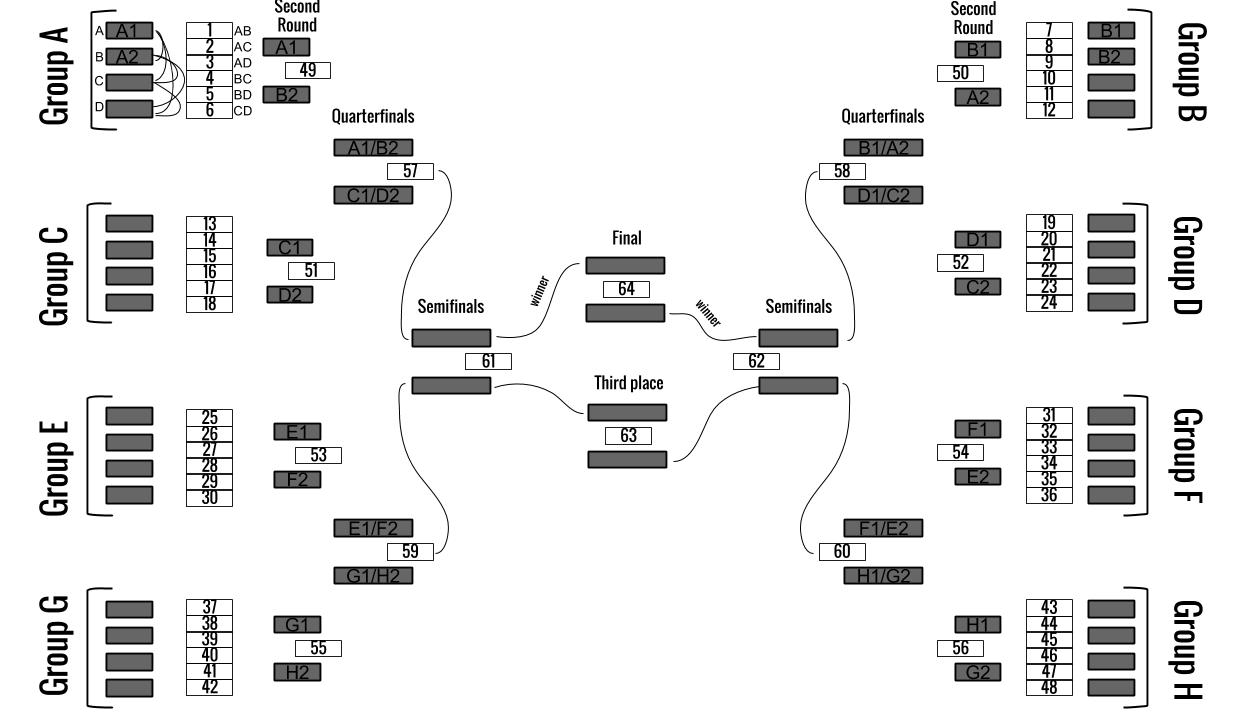 Group A
A
A1
B
A2
C
D
1
AB
2
AC
3
AD
4
BC
5
BD
6
CD
Second
Round
A1
49
B2
Second
Round
B1
50
A2
7
8
9
10
11
12
B1
B2
Group B
Quarterfinals
A1/B2
57
C1/D2
Quarterfinals
B1/A2
58
D1/C2
Group C
13
14
15
16
17
18
C1
51
D2
D1
52
C2
19
20
21
22
23
24
Group D
Final
64
winner
winner
Semifinals
61
Semifinals
62
Third place
63
Group E
25
26
27
28
29
30
E1
53
F2
F1
54
E2
31
32
33
34
35
36
Group F
E1/F2
59
G1/H2
F1/E2
60
H1/G2
Group G
37
38
39
40
41
42
G1
55
H2
H1
56
G2
43
44
45
46
47
48
Group H